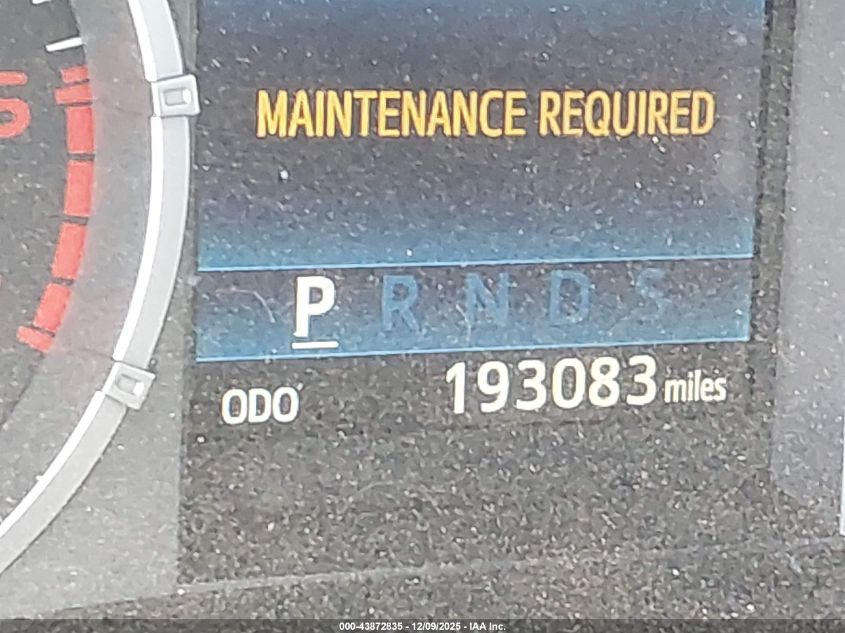 MAINTENANCE REQUIRED
P R N D S
ODO 193083 miles
000-43872835 - 12/09/2025 - IAA Inc.